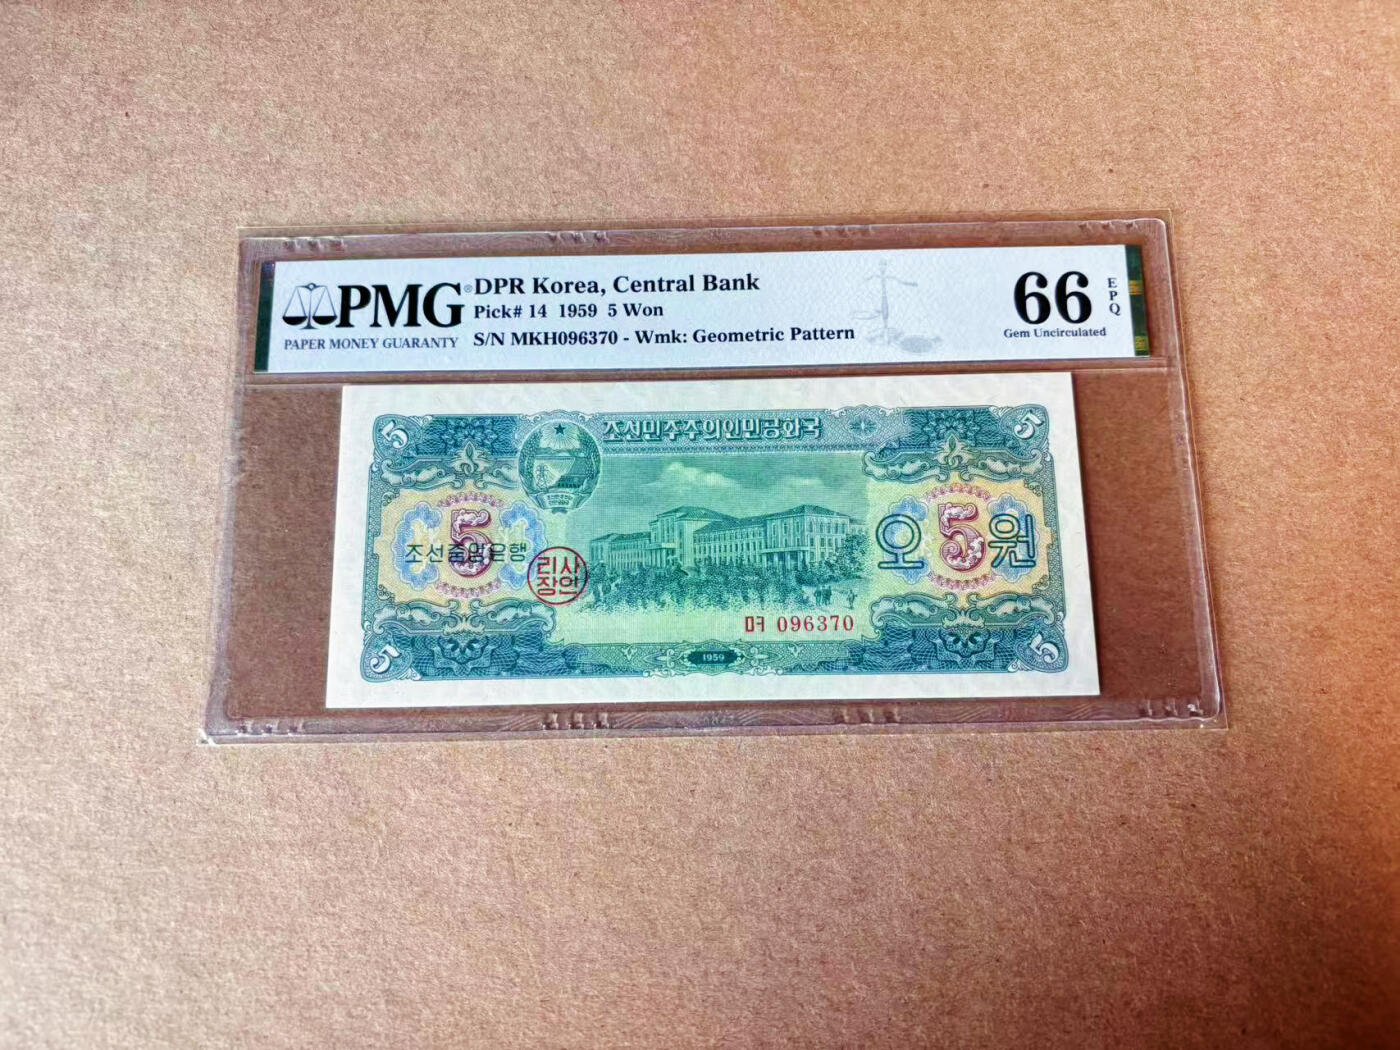 PMG®
PAPER MONEY GUARANTY
DPR Korea, Central Bank
Pick# 14 1959 5 Won
S/N MKH096370 - Wmk: Geometric Pattern
66
EPQ
Gem Uncirculated
5
조선민주주의인민공화국
5
5
조선중앙은행
리사
장인
오
5
원
며 096370
5
1959
5